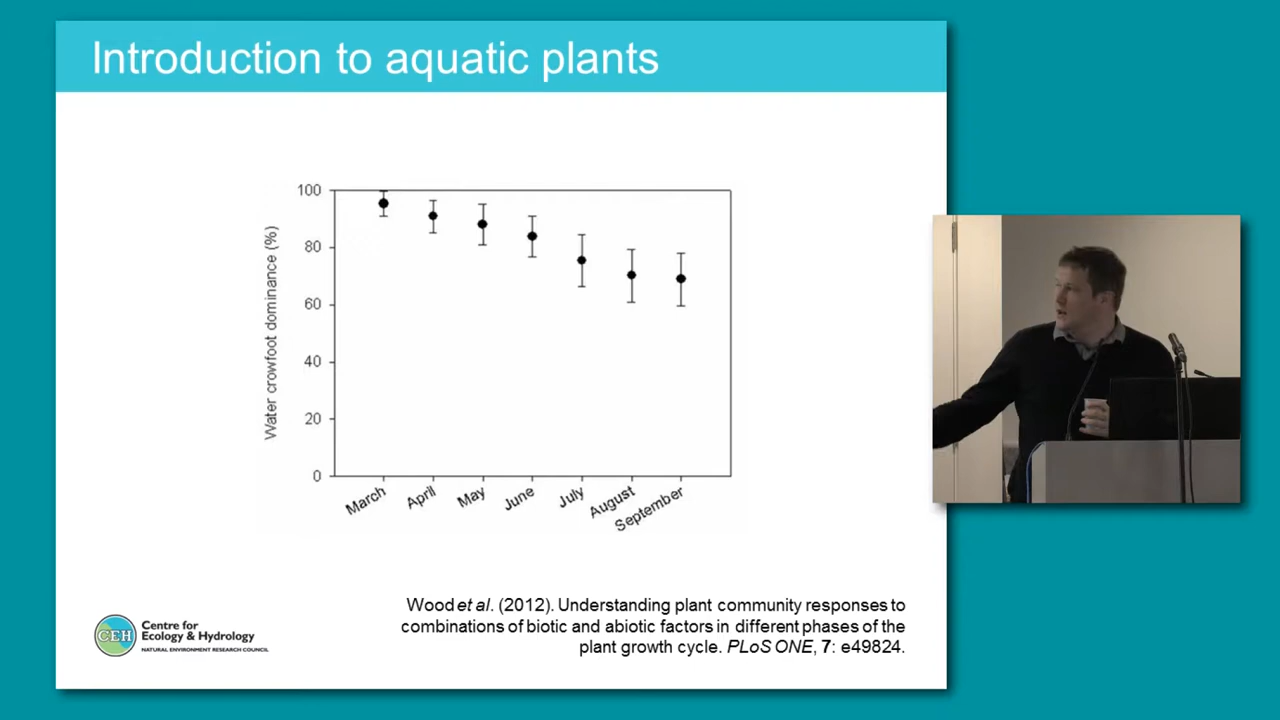 Introduction to aquatic plants
100
80
60
40
20
0
Water crowfoot dominance (%)
March
April
May
June
July
August
September
Wood et al. (2012). Understanding plant community responses to
combinations of biotic and abiotic factors in different phases of the
plant growth cycle. PLoS ONE, 7: e49824.
CEH
Centre for
Ecology & Hydrology
NATURAL ENVIRONMENT RESEARCH COUNCIL